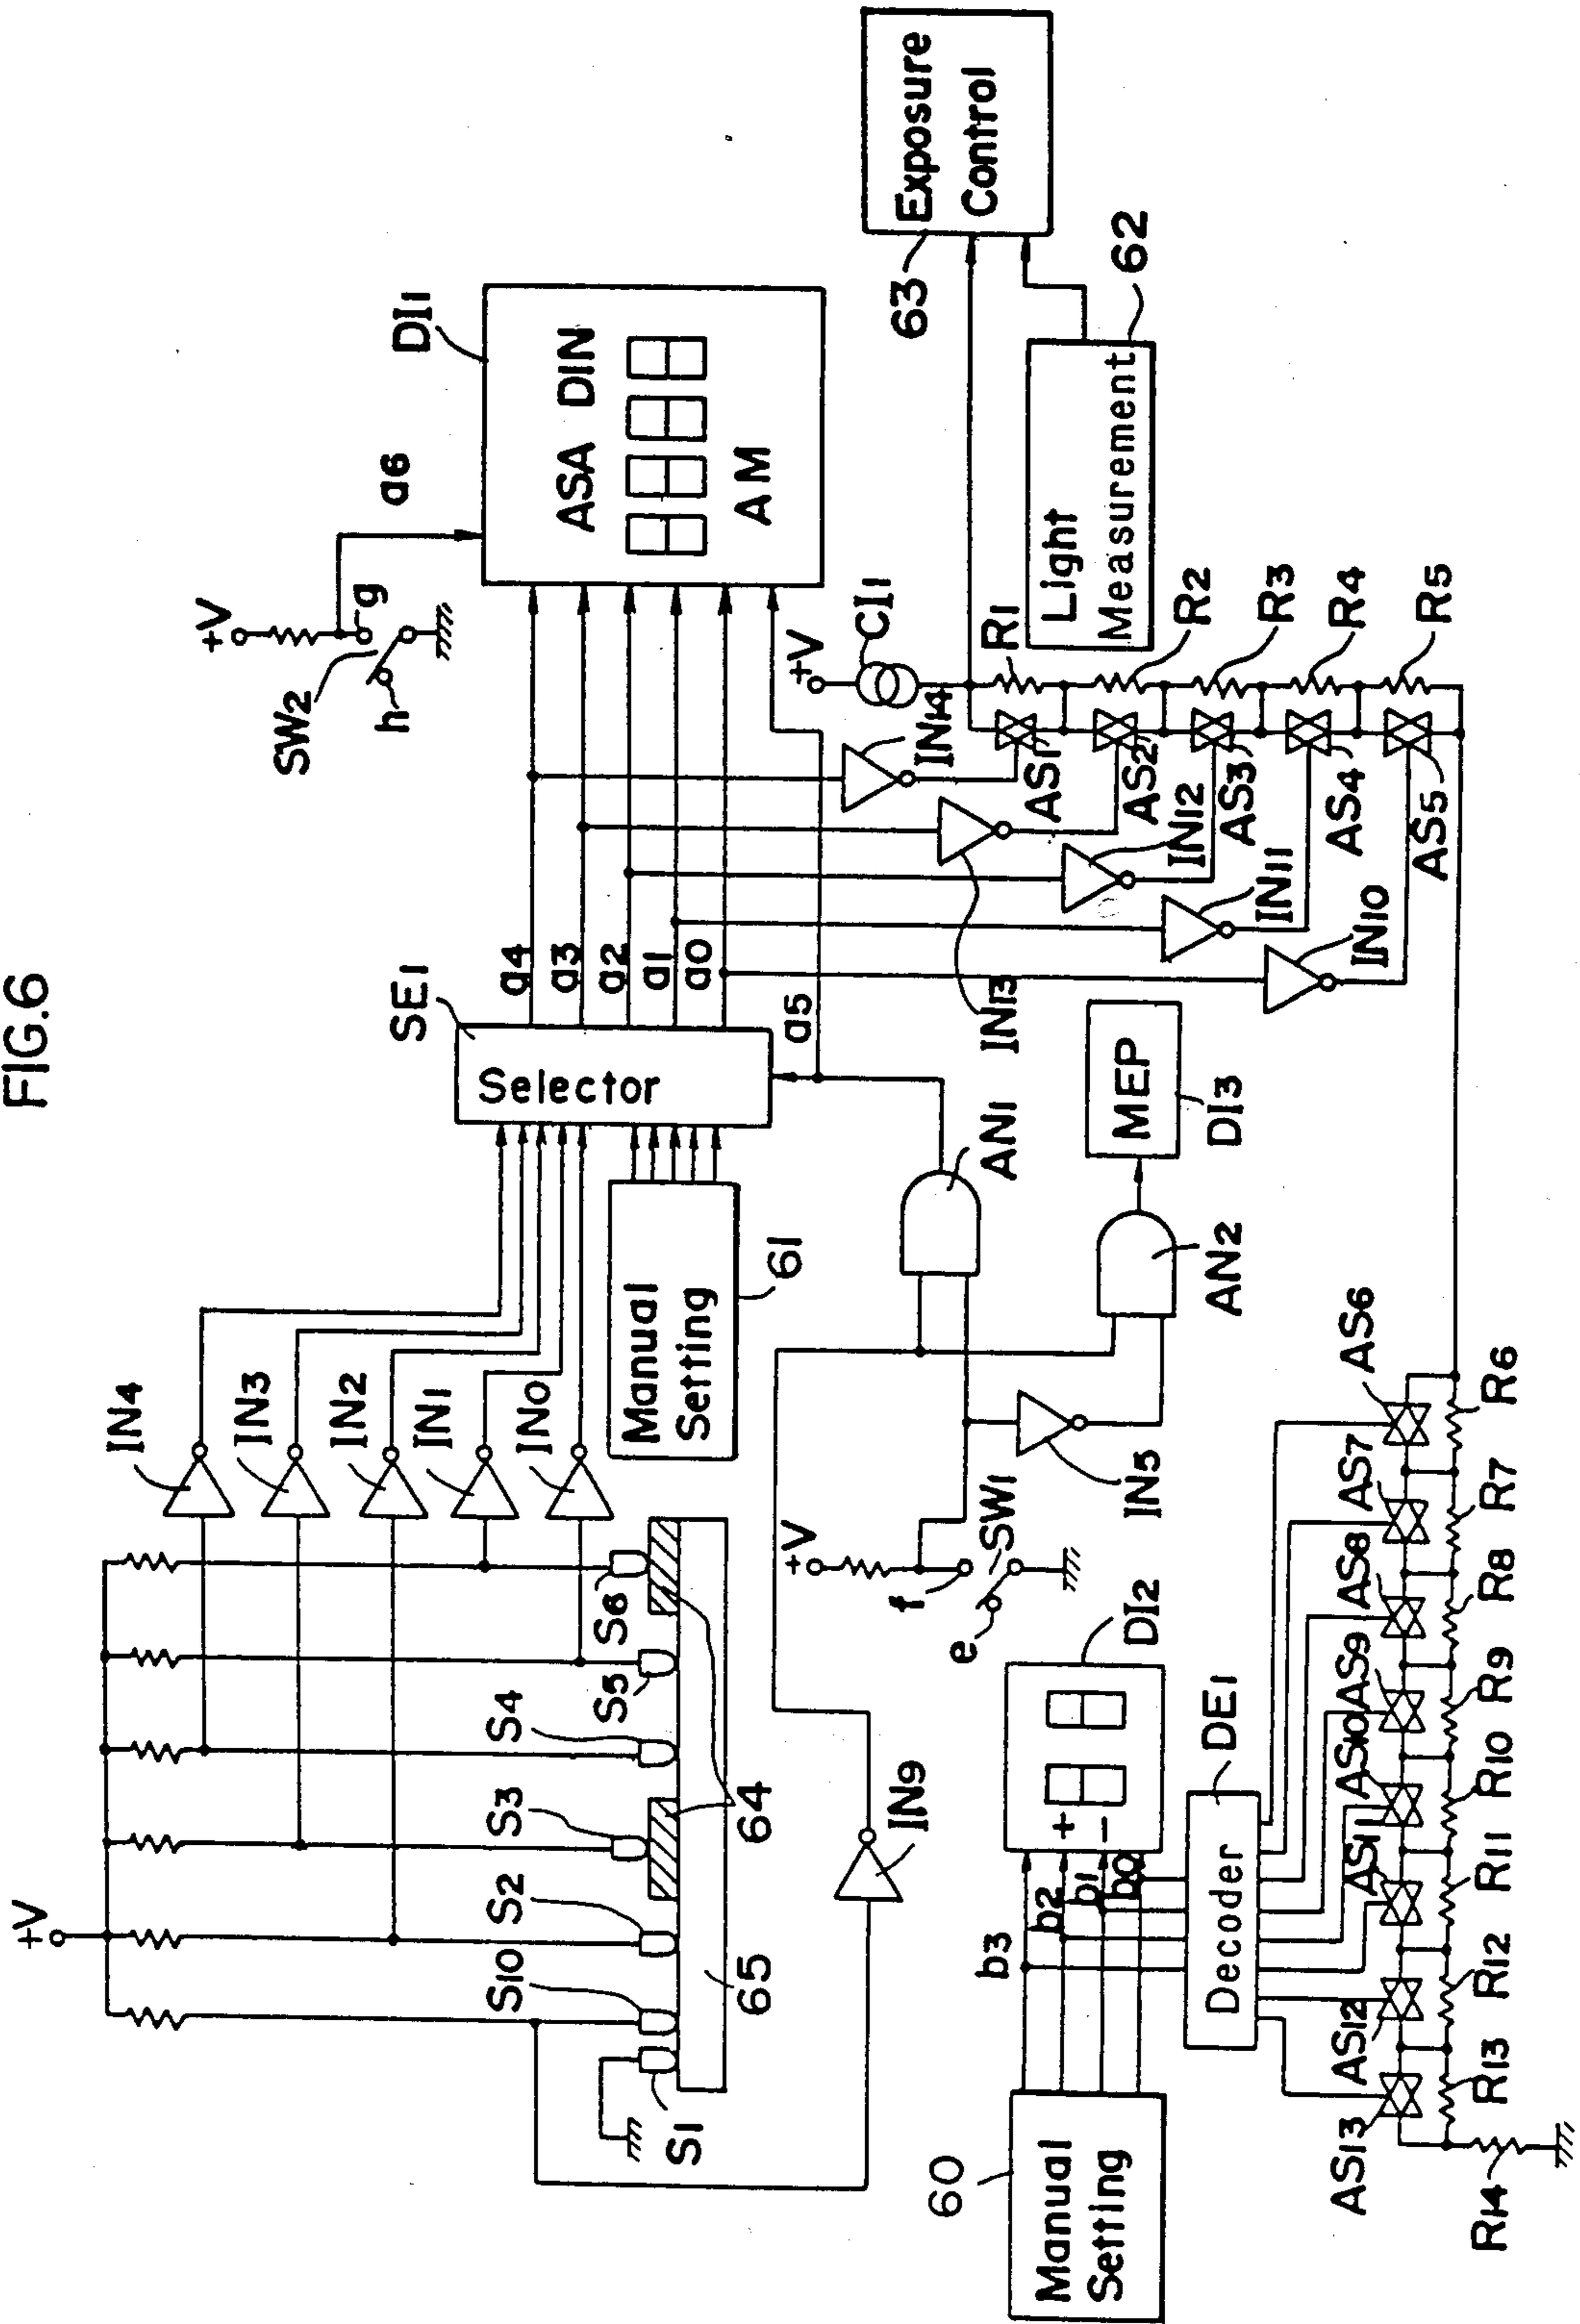 FIG.6
+V
IN4
IN3
IN2
IN1
IN0
S1
S10
S2
S3
S4
S5
S6
65
64
IN9
Manual
Setting
61
SE1
Selector
a4
a3
a2
a1
a0
a5
+V
SW2
g
h
a6
DI1
ASA DIN
AM
+V
f
e
SW1
IN5
AN1
AN2
MEP
DI3
IN14
IN13
IN12
IN11
IN10
+V
CI1
R1
R2
R3
R4
R5
AS1
AS2
AS3
AS4
AS5
63
Exposure
Control
Light
Measurement
62
60
Manual
Setting
b3
b2
b1
b0
+
−
DI2
DE1
Decoder
AS13
AS12
AS11
AS10
AS9
AS8
AS7
AS6
R14
R13
R12
R11
R10
R9
R8
R7
R6